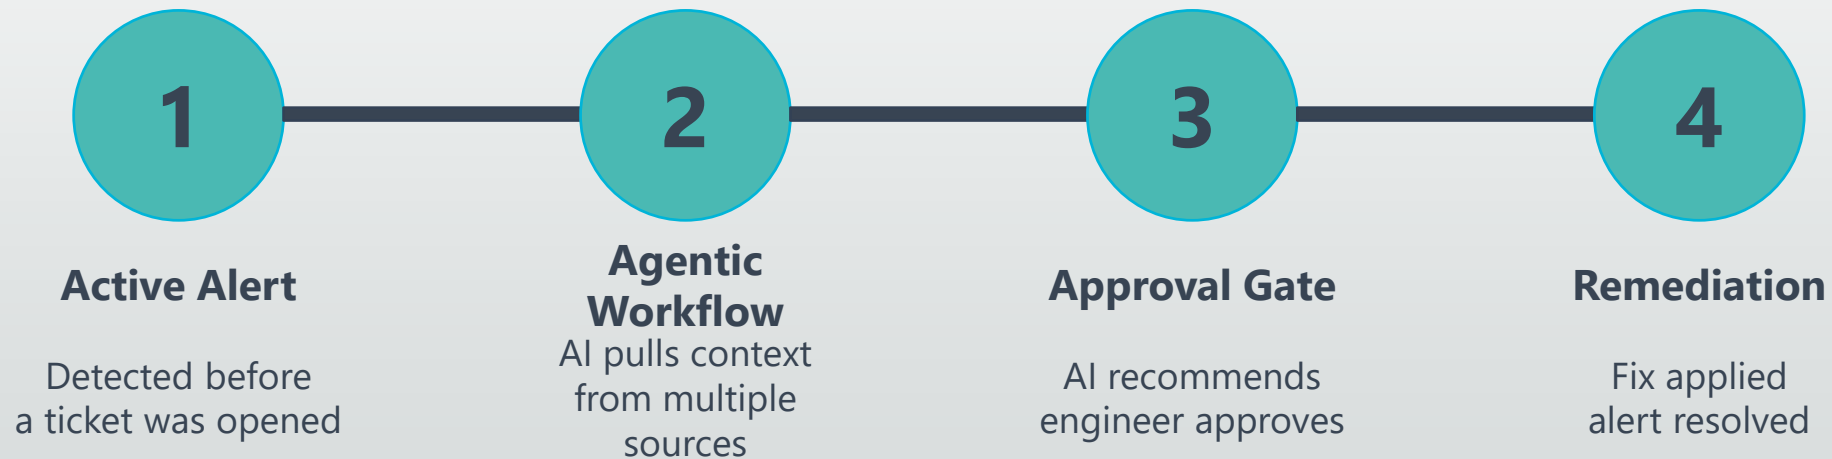 1
2
3
4
Active Alert
Detected before
a ticket was opened
Agentic
Workflow
AI pulls context
from multiple
sources
Approval Gate
AI recommends
engineer approves
Remediation
Fix applied
alert resolved